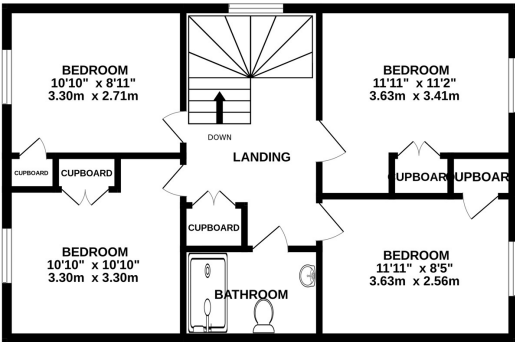 BEDROOM
10'10" x 8'11"
3.30m x 2.71m
BEDROOM
11'11" x 11'2"
3.63m x 3.41m
DOWN
LANDING
CUPBOARD
CUPBOARD
CUPBOARD
CUPBOARD
CUPBOARD
BEDROOM
10'10" x 10'10"
3.30m x 3.30m
BEDROOM
11'11" x 8'5"
3.63m x 2.56m
BATHROOM